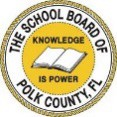 THE SCHOOL BOARD OF
KNOWLEDGE
IS POWER
POLK COUNTY, FL